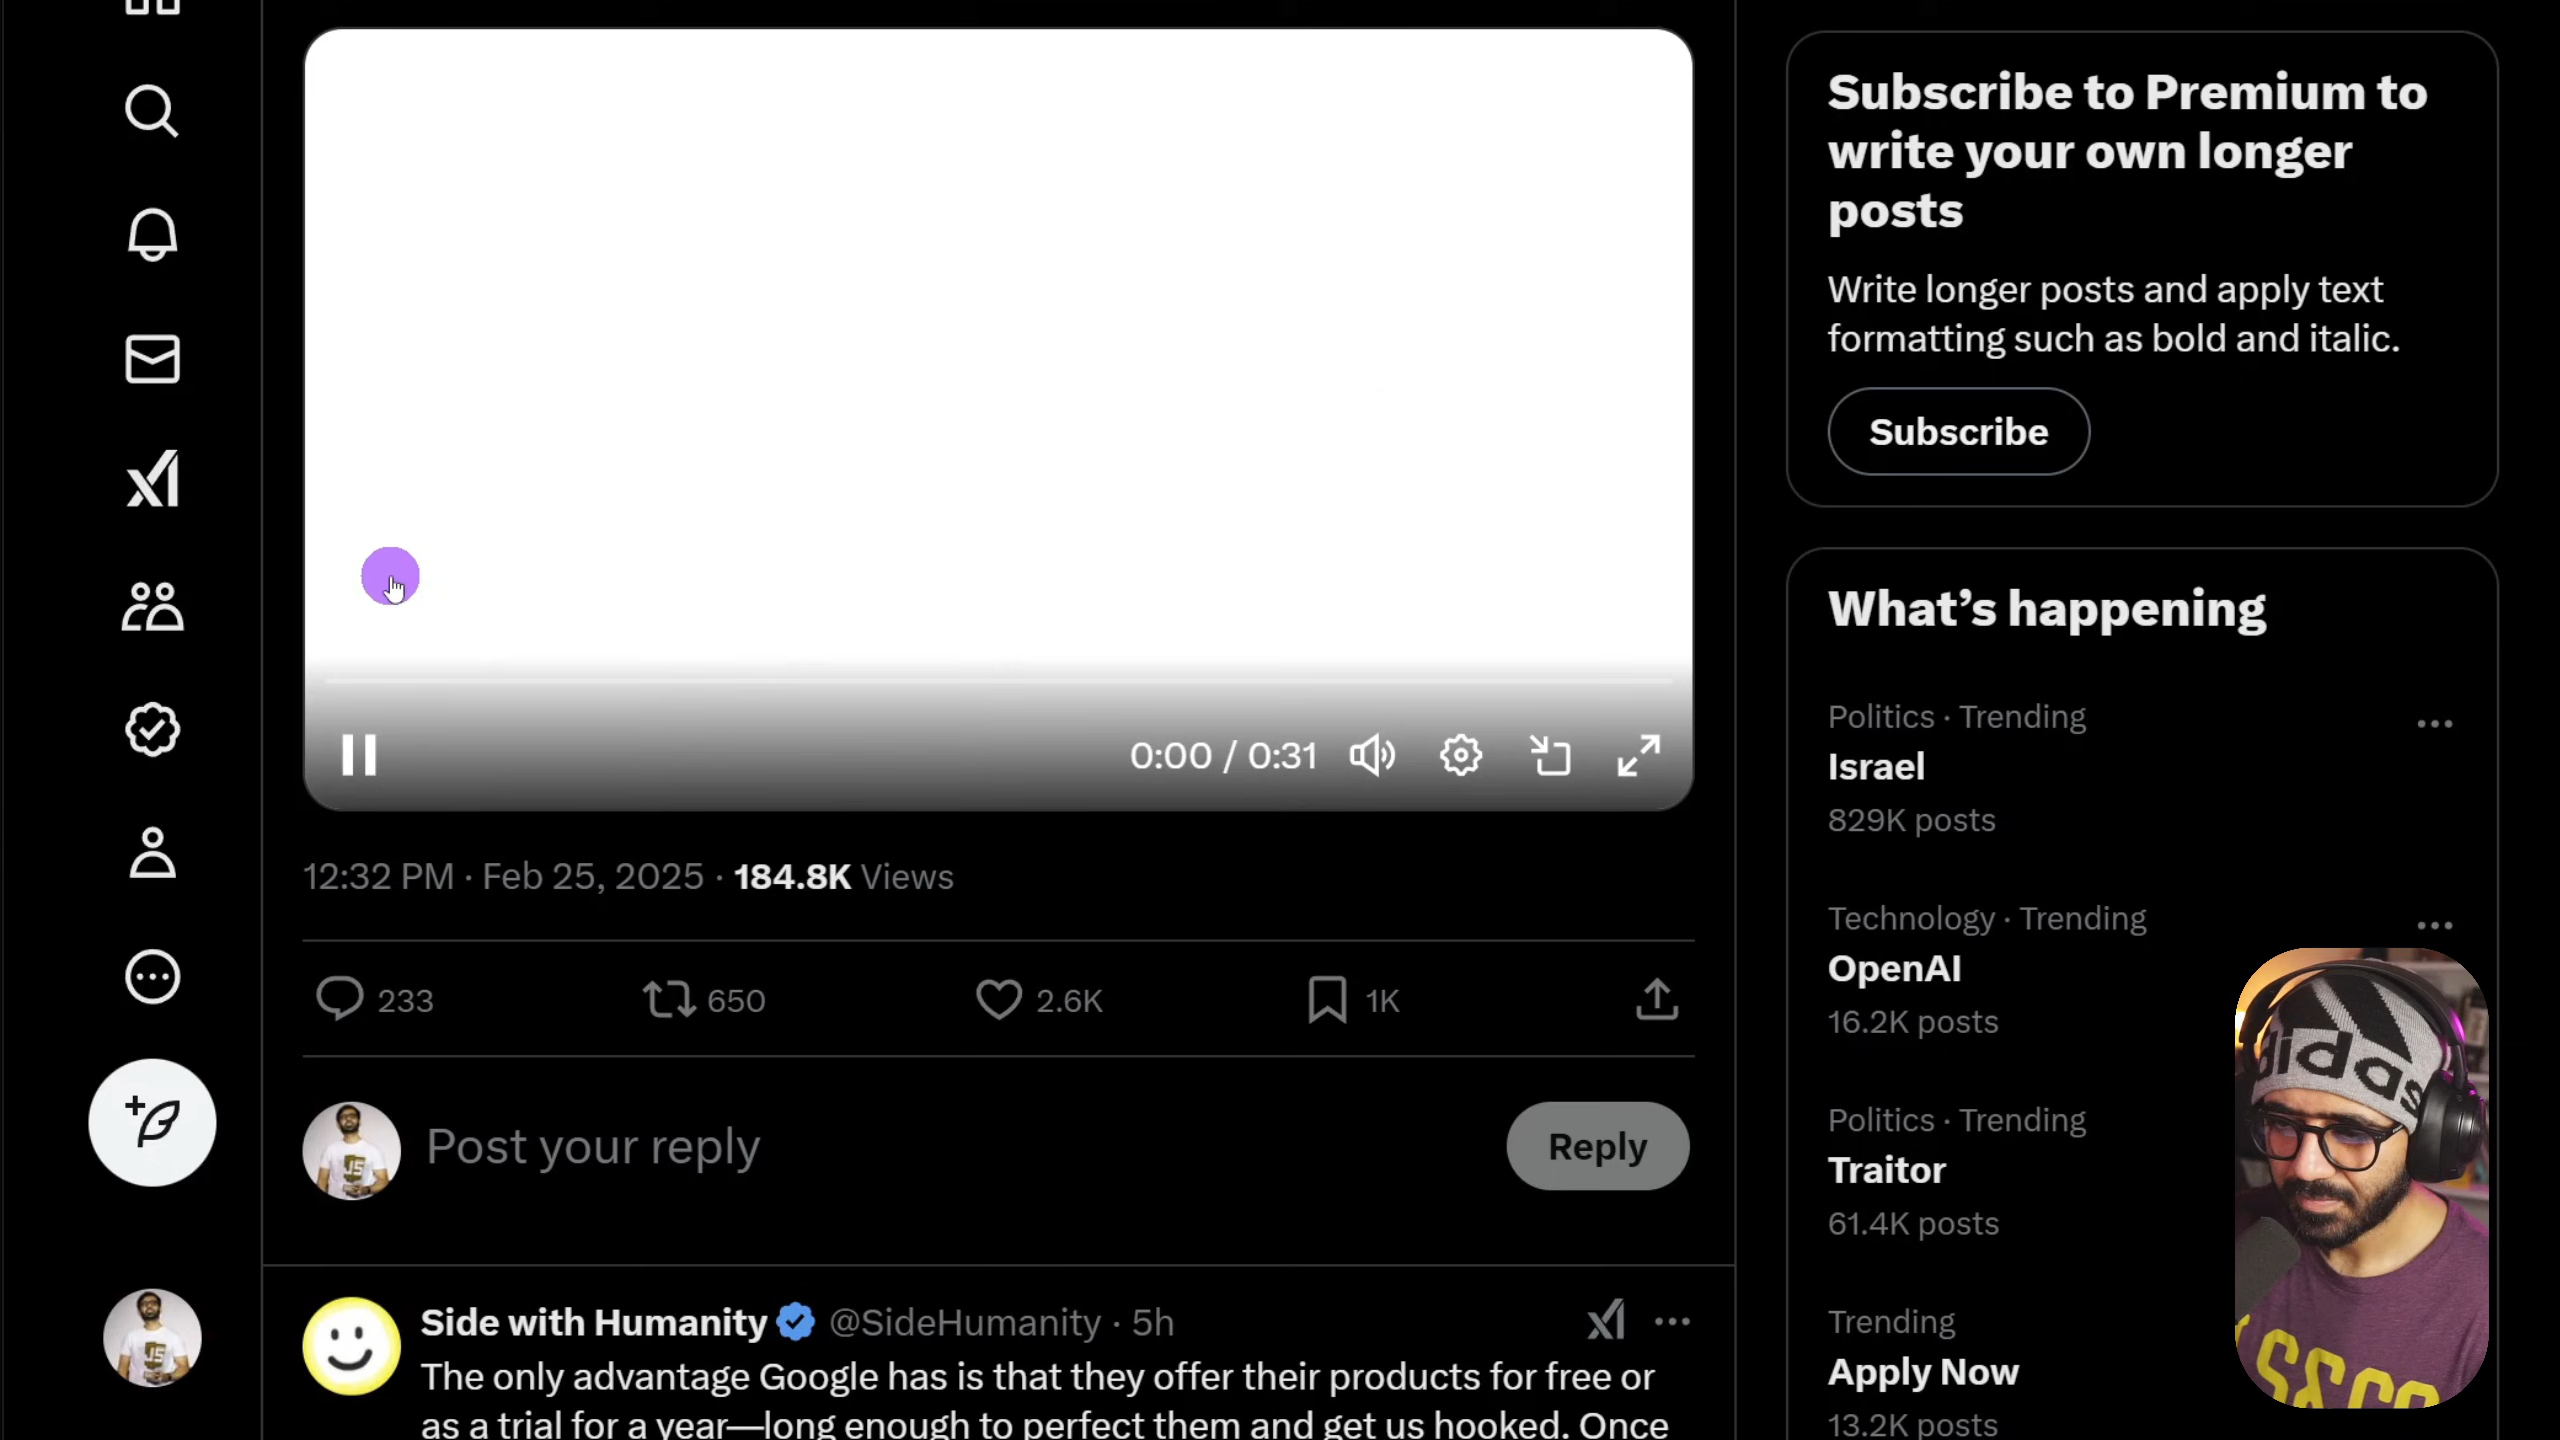 0:00 / 0:31
12:32 PM · Feb 25, 2025 · 184.8K Views
233
650
2.6K
1K
Post your reply
Reply
Side with Humanity @SideHumanity · 5h
The only advantage Google has is that they offer their products for free or
as a trial for a year—long enough to perfect them and get us hooked. Once
Subscribe to Premium to
write your own longer
posts
Write longer posts and apply text
formatting such as bold and italic.
Subscribe
What’s happening
Politics · Trending
Israel
829K posts
Technology · Trending
OpenAI
16.2K posts
Politics · Trending
Traitor
61.4K posts
Trending
Apply Now
13.2K posts
adidas
JS
JS